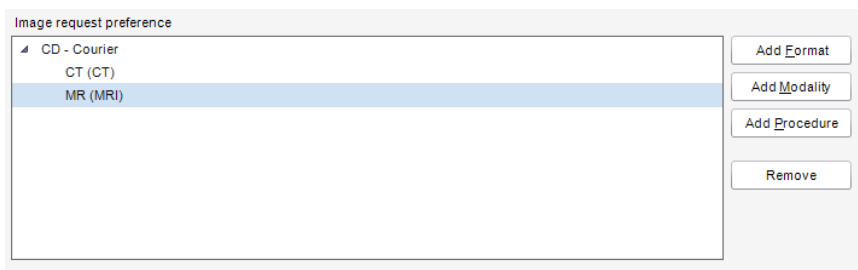 Image request preference
CD - Courier
CT (CT)
MR (MRI)
Add Format
Add Modality
Add Procedure
Remove